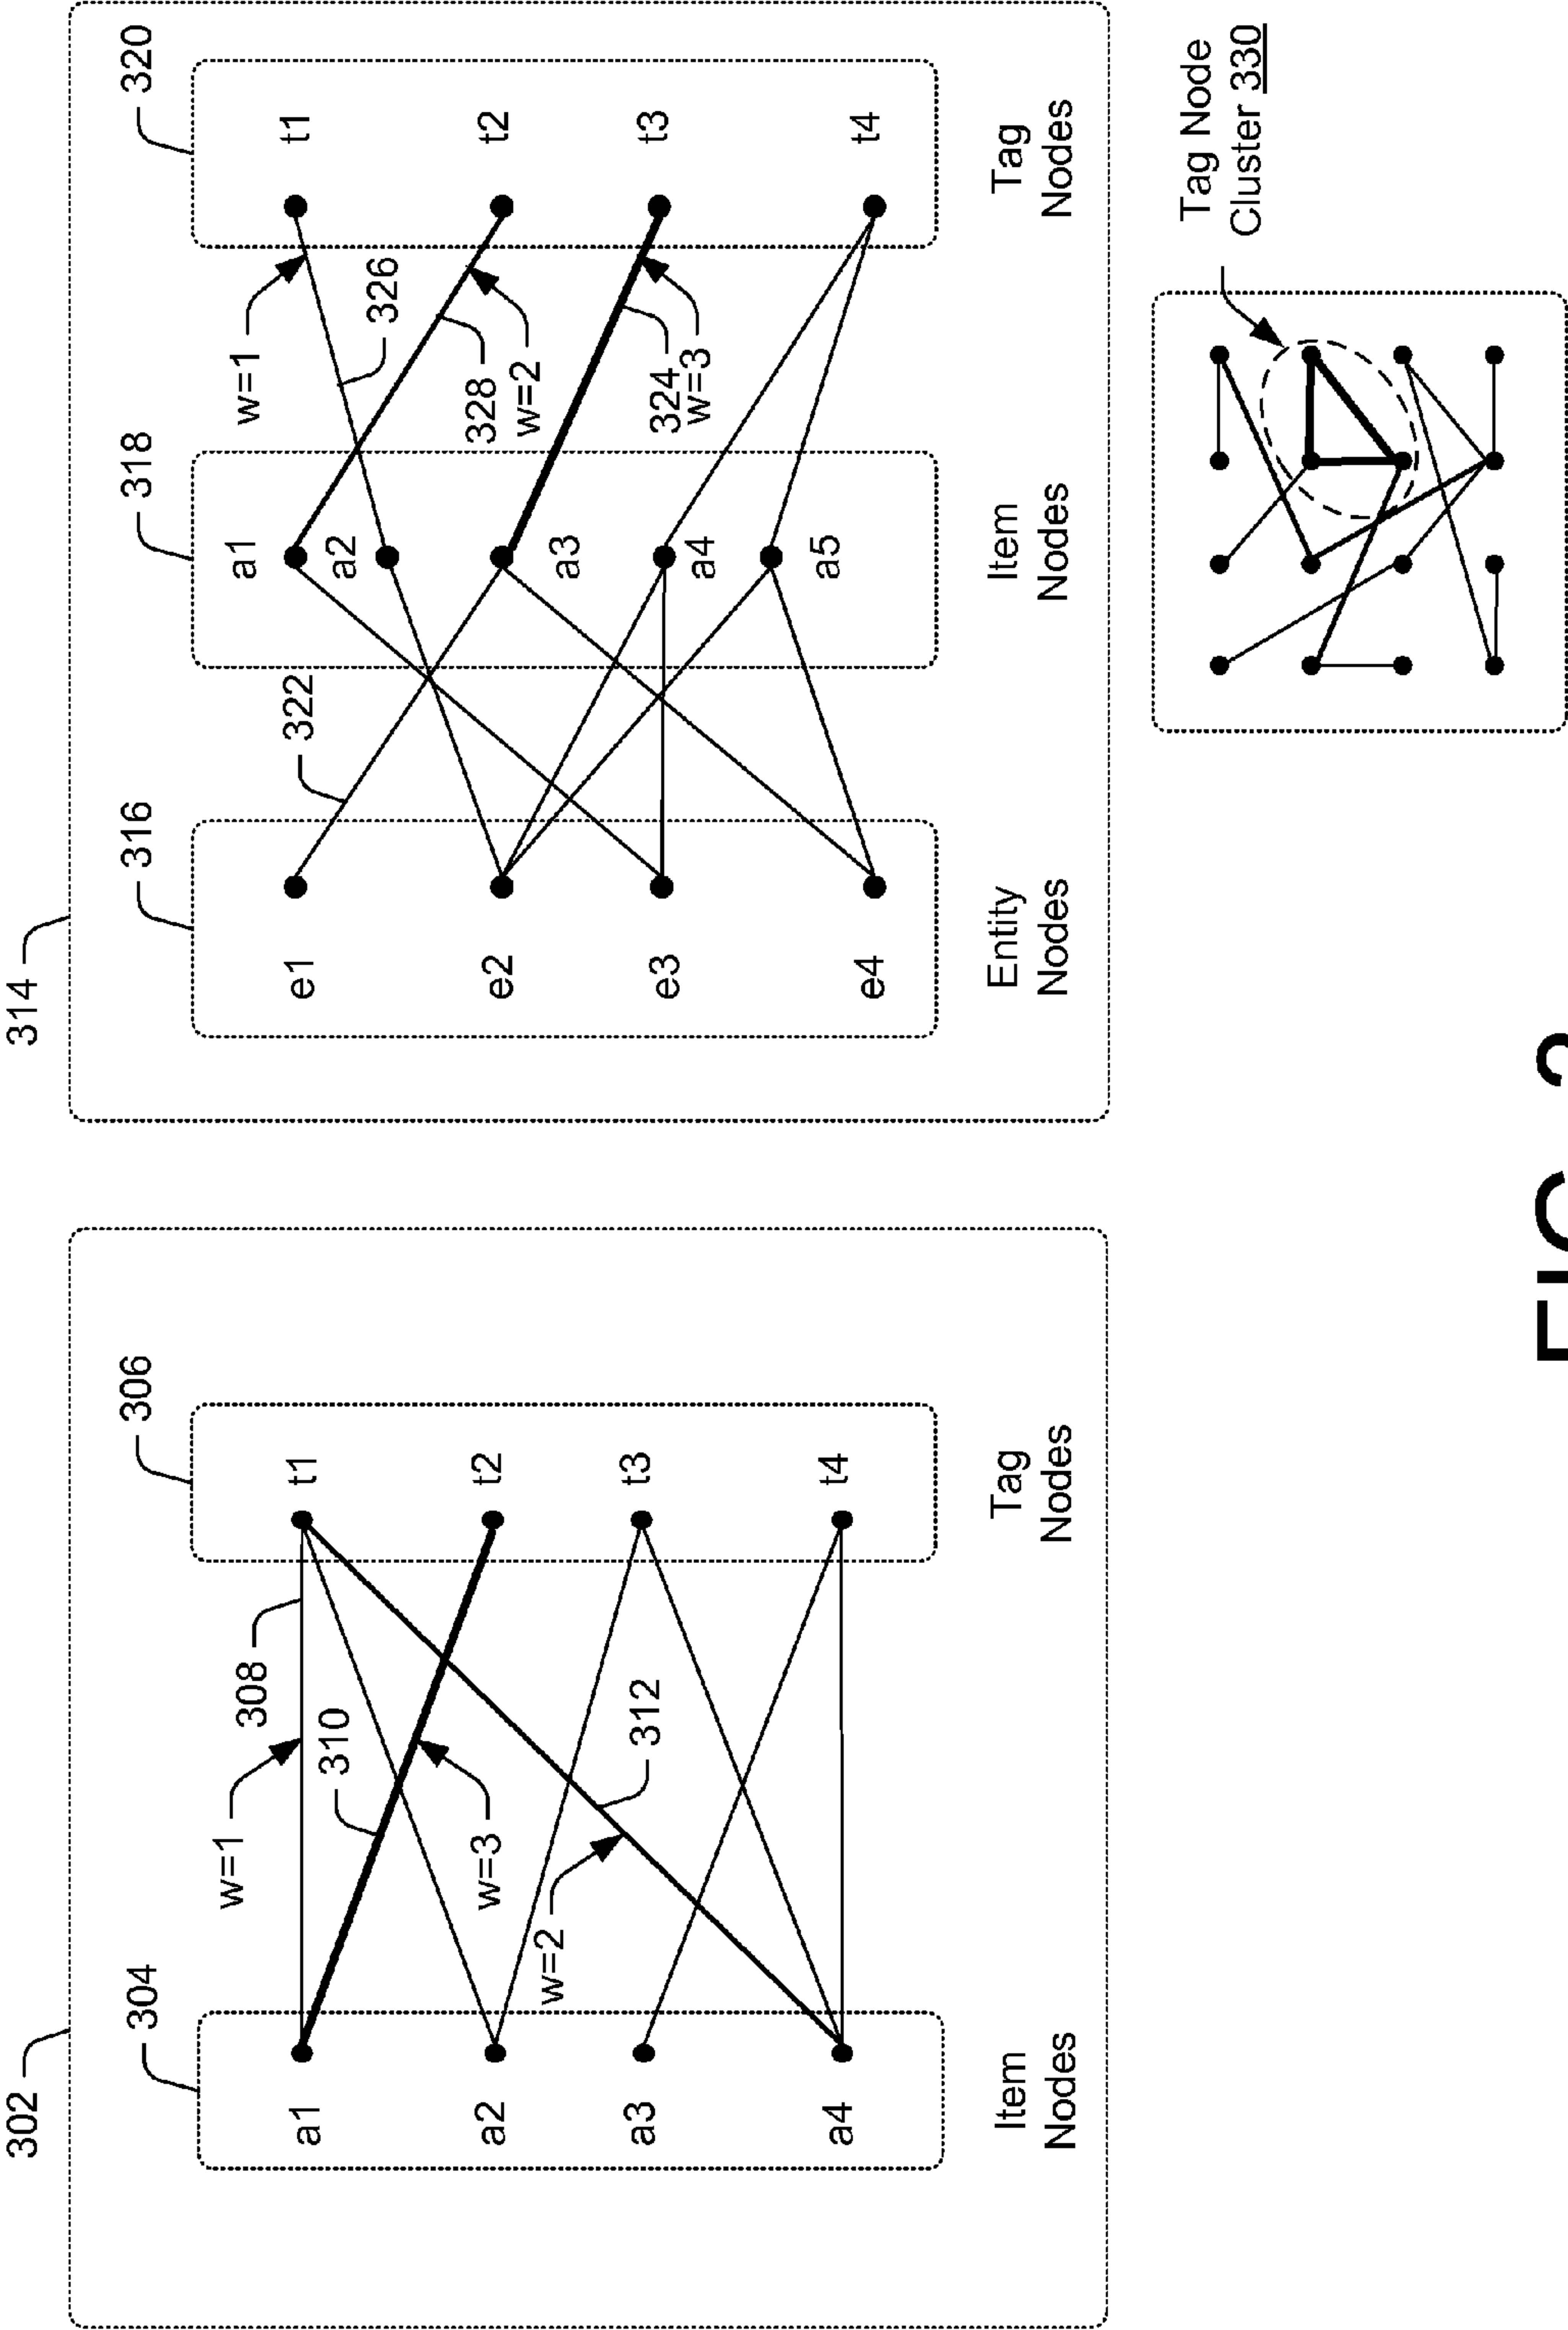 302
304
306
a1
a2
a3
a4
t1
t2
t3
t4
w=1
308
310
w=3
w=2
312
Item
Nodes
Tag
Nodes
314
316
318
320
e1
e2
e3
e4
322
a1
a2
a3
a4
a5
w=1
326
328
w=2
324
w=3
t1
t2
t3
t4
Entity
Nodes
Item
Nodes
Tag
Nodes
Tag Node
Cluster 330